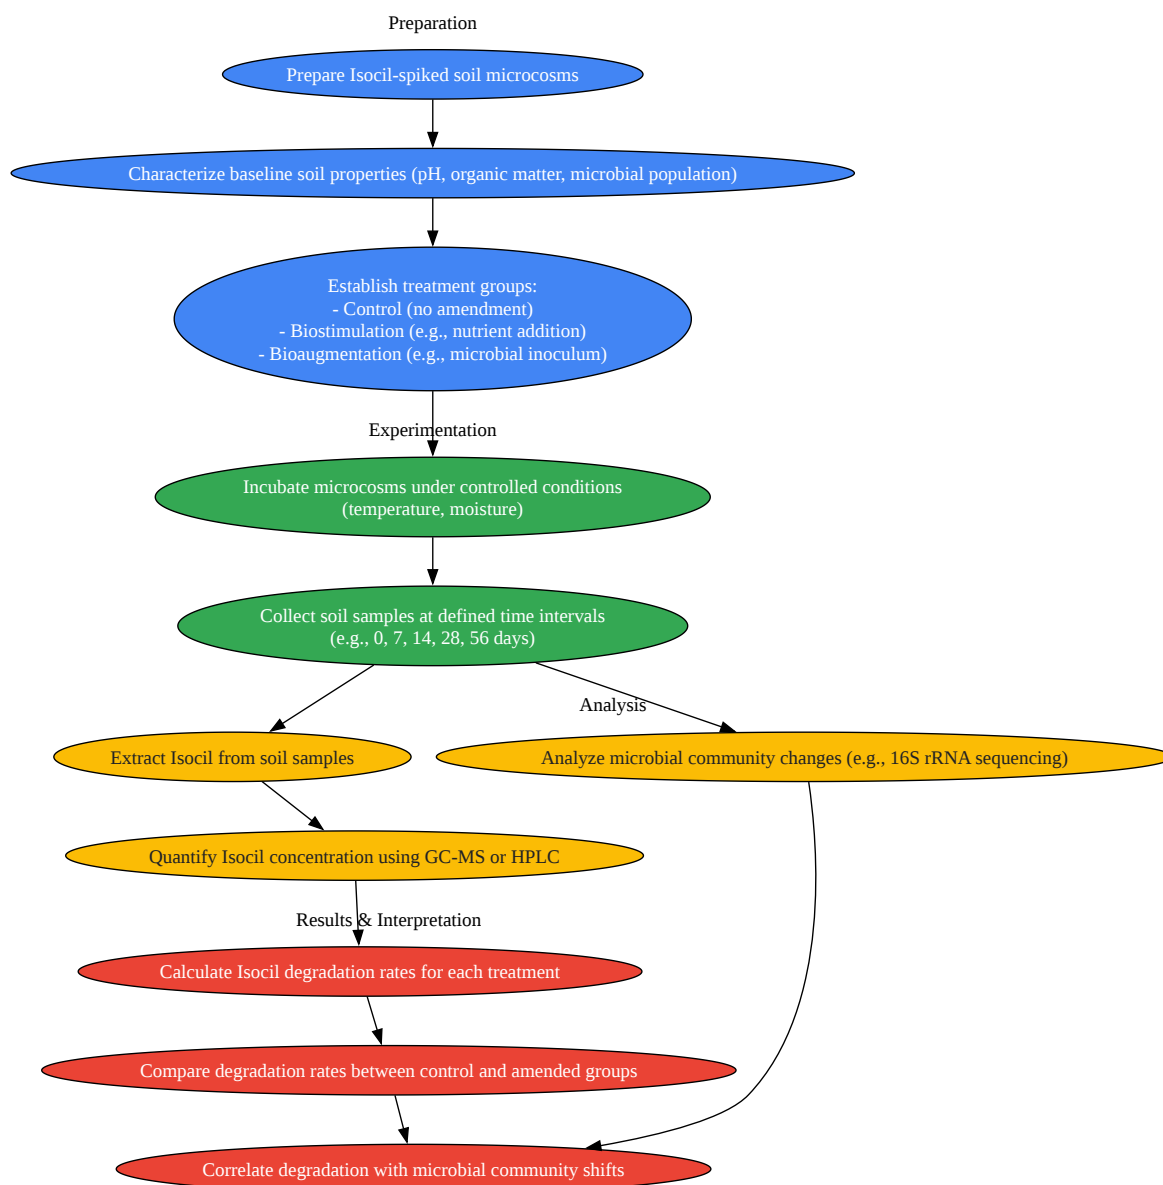 Preparation
Prepare Isocil-spiked soil microcosms
Characterize baseline soil properties (pH, organic matter, microbial population)
Establish treatment groups:
- Control (no amendment)
- Biostimulation (e.g., nutrient addition)
- Bioaugmentation (e.g., microbial inoculum)
Experimentation
Incubate microcosms under controlled conditions
(temperature, moisture)
Collect soil samples at defined time intervals
(e.g., 0, 7, 14, 28, 56 days)
Analysis
Extract Isocil from soil samples
Analyze microbial community changes (e.g., 16S rRNA sequencing)
Quantify Isocil concentration using GC-MS or HPLC
Results & Interpretation
Calculate Isocil degradation rates for each treatment
Compare degradation rates between control and amended groups
Correlate degradation with microbial community shifts